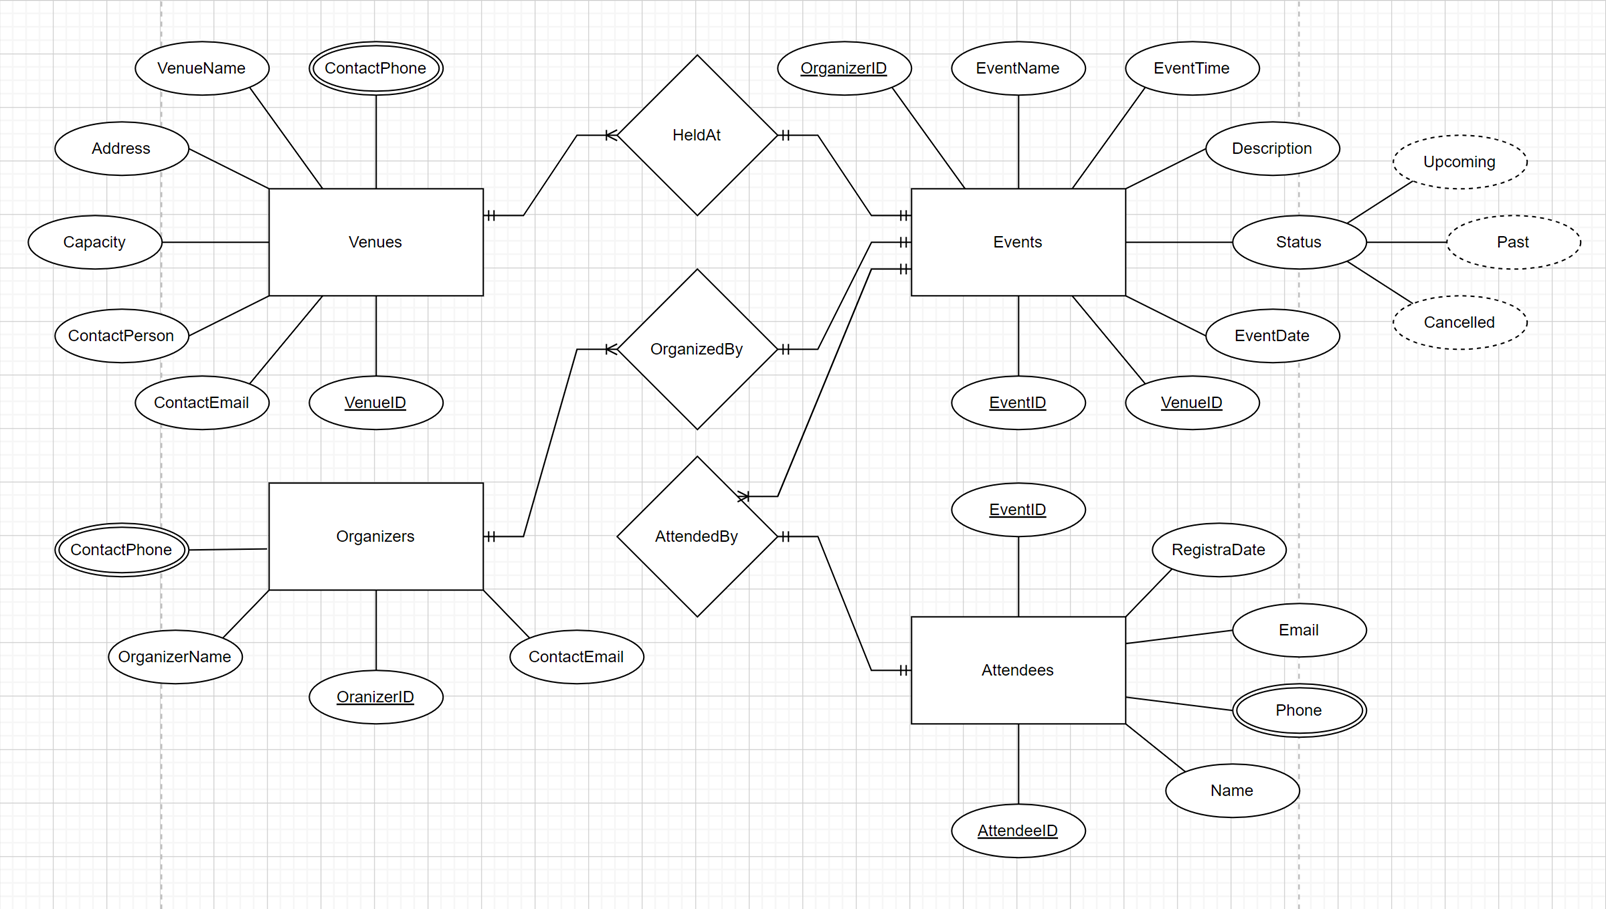 VenueName
ContactPhone
OrganizerID
EventName
EventTime
HeldAt
Address
Description
Upcoming
Capacity
Venues
Events
Status
Past
ContactPerson
OrganizedBy
EventDate
Cancelled
ContactEmail
VenueID
EventID
VenueID
EventID
Organizers
AttendedBy
ContactPhone
RegistraDate
Email
OrganizerName
ContactEmail
Attendees
OranizerID
Phone
Name
AttendeeID